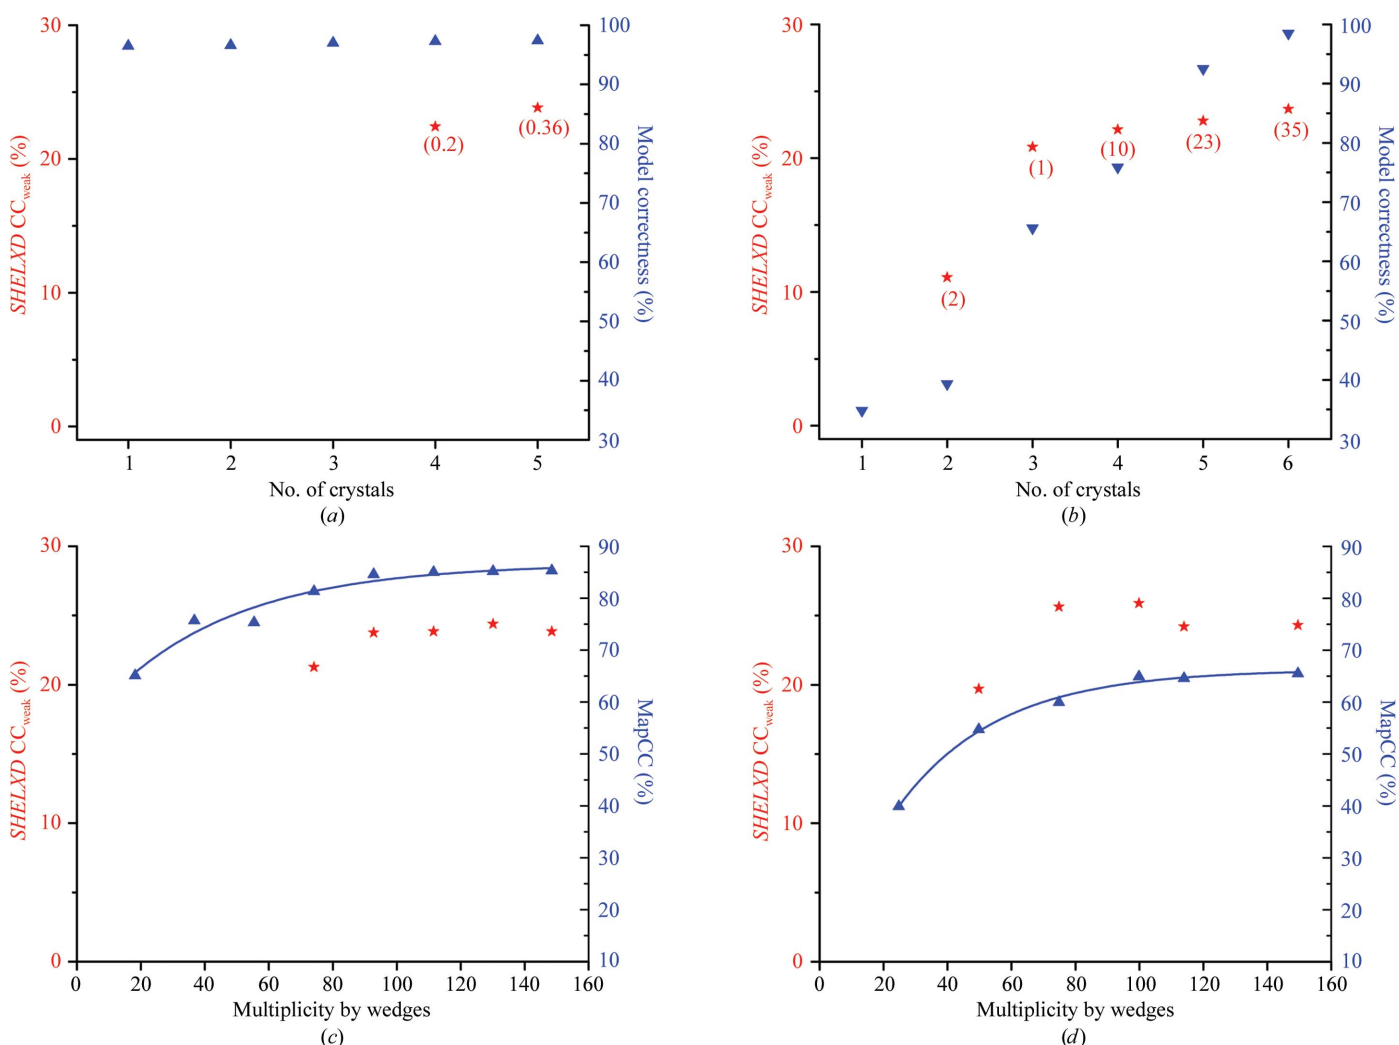 30
20
10
0
SHELXD CCweak (%)
100
90
80
70
60
50
40
30
Model correctness (%)
(0.2)
(0.36)
1 2 3 4 5
No. of crystals
(a)
30
20
10
0
SHELXD CCweak (%)
100
90
80
70
60
50
40
30
Model correctness (%)
(2)
(1)
(10)
(23)
(35)
1 2 3 4 5 6
No. of crystals
(b)
30
20
10
0
SHELXD CCweak (%)
90
80
70
60
50
40
30
20
10
MapCC (%)
0 20 40 60 80 100 120 140 160
Multiplicity by wedges
(c)
30
20
10
0
SHELXD CCweak (%)
90
80
70
60
50
40
30
20
10
MapCC (%)
0 20 40 60 80 100 120 140 160
Multiplicity by wedges
(d)